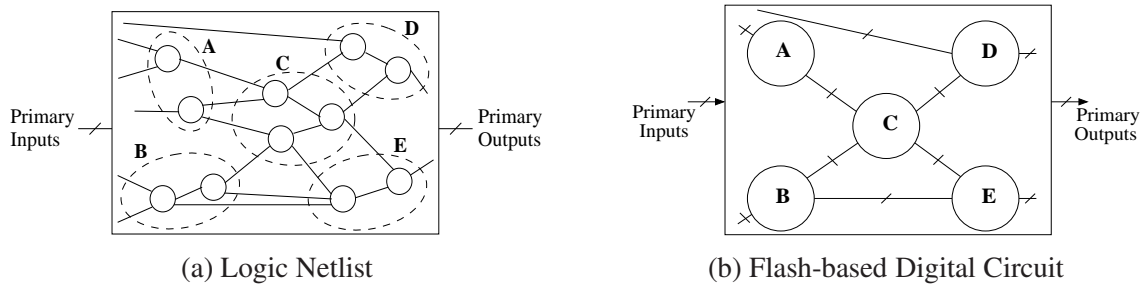 A
D
C
Primary
Inputs
Primary
Outputs
B
E
(a) Logic Netlist
A
D
Primary
Inputs
C
Primary
Outputs
B
E
(b) Flash-based Digital Circuit